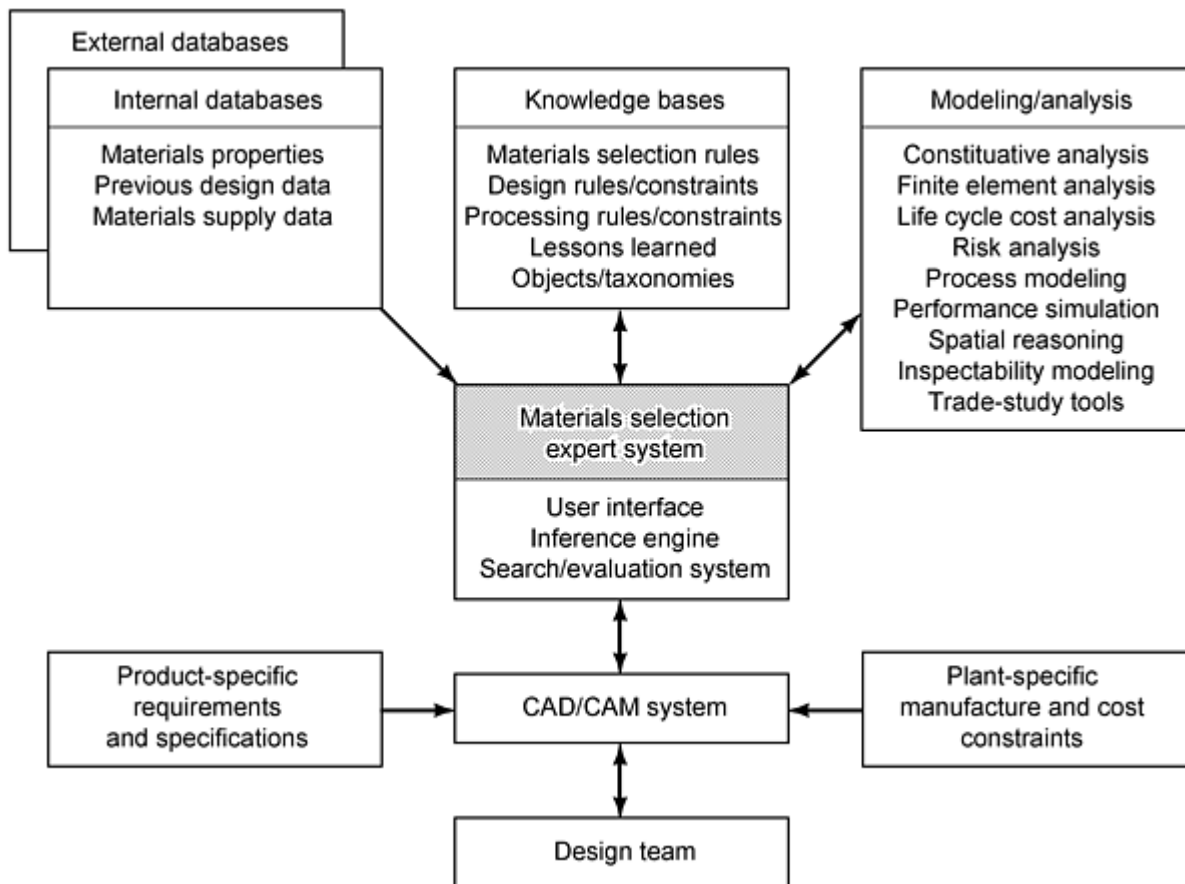 External databases
Internal databases
Materials properties
Previous design data
Materials supply data
Knowledge bases
Materials selection rules
Design rules/constraints
Processing rules/constraints
Lessons learned
Objects/taxonomies
Modeling/analysis
Constituative analysis
Finite element analysis
Life cycle cost analysis
Risk analysis
Process modeling
Performance simulation
Spatial reasoning
Inspectability modeling
Trade-study tools
Materials selection
expert system
User interface
Inference engine
Search/evaluation system
Product-specific
requirements
and specifications
CAD/CAM system
Plant-specific
manufacture and cost
constraints
Design team